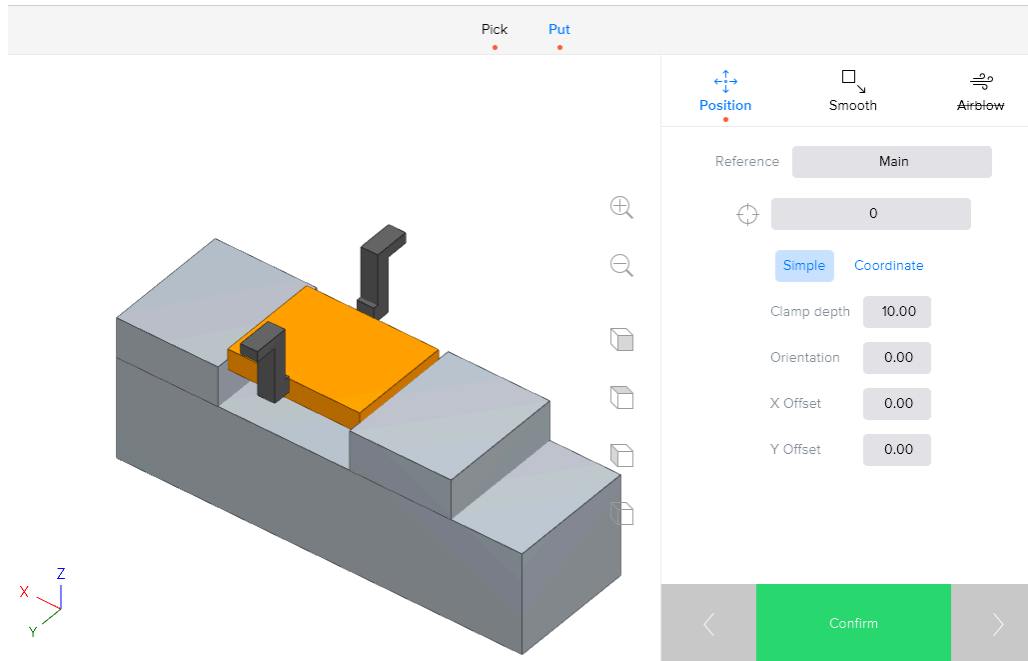 Pick Put
Position Smooth Airblow
Reference Main
0
Simple Coordinate
Clamp depth 10.00
Orientation 0.00
X Offset 0.00
Y Offset 0.00
Z
X
Y
Confirm